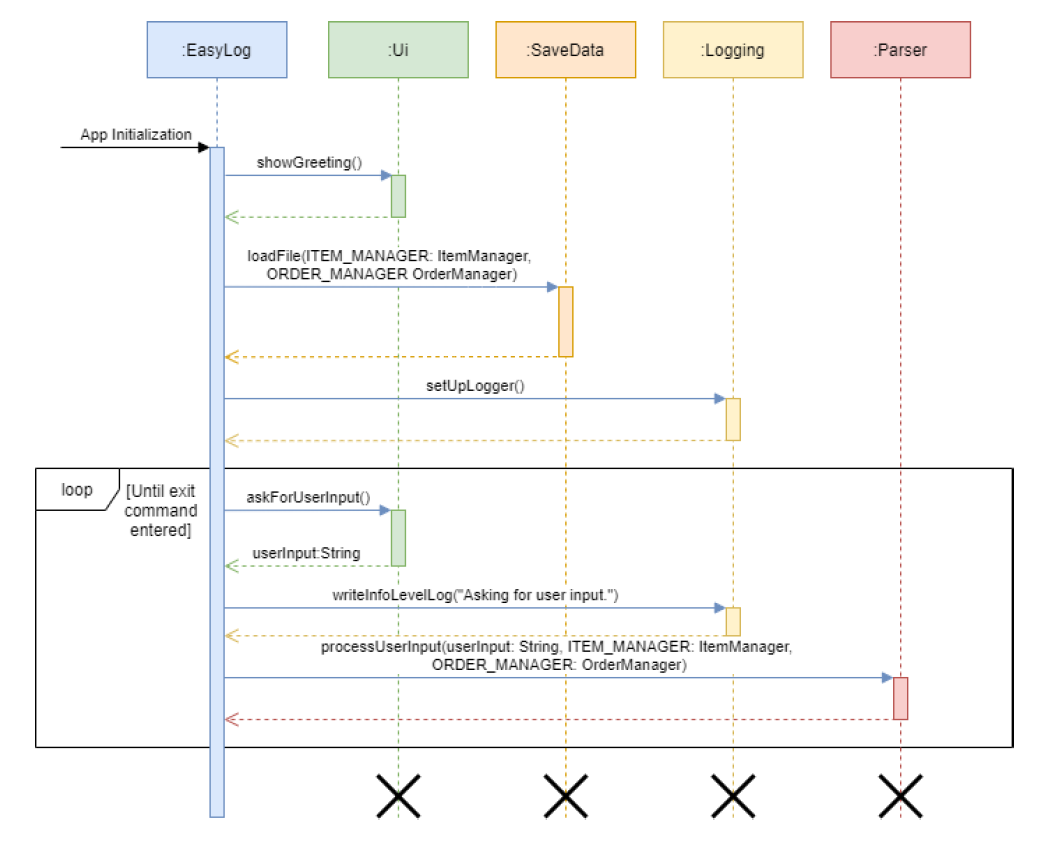 :EasyLog
:Ui
:SaveData
:Logging
:Parser
App Initialization
showGreeting()
loadFile(ITEM_MANAGER: ItemManager,
ORDER_MANAGER OrderManager)
setUpLogger()
loop
[Until exit
command
entered]
askForUserInput()
userInput:String
writeInfoLevelLog("Asking for user input.")
processUserInput(userInput: String, ITEM_MANAGER: ItemManager,
ORDER_MANAGER: OrderManager)